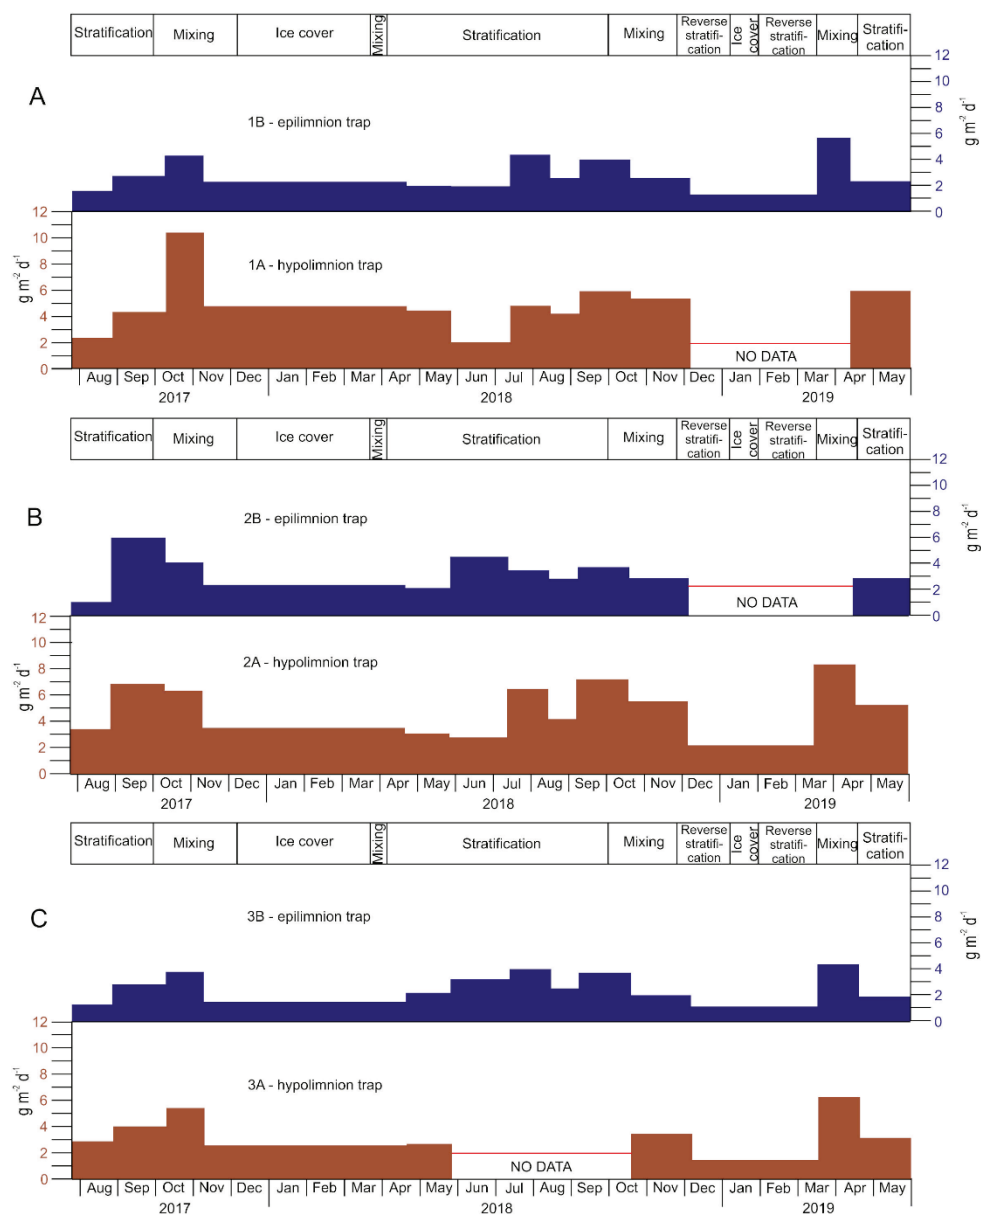 Stratification Mixing Ice cover Mixing Stratification Mixing Reverse stratifi- cation Ice cover Reverse stratifi- cation Mixing Stratifi- cation
A
12
10
8
6
4
2
0
g m⁻² d⁻¹
1B - epilimnion trap
12
10
8
6
4
2
0
g m⁻² d⁻¹
1A - hypolimnion trap
NO DATA
Aug Sep Oct Nov Dec Jan Feb Mar Apr May Jun Jul Aug Sep Oct Nov Dec Jan Feb Mar Apr May
2017 2018 2019
Stratification Mixing Ice cover Mixing Stratification Mixing Reverse stratifi- cation Ice cover Reverse stratifi- cation Mixing Stratifi- cation
B
12
10
8
6
4
2
0
g m⁻² d⁻¹
2B - epilimnion trap
NO DATA
12
10
8
6
4
2
0
g m⁻² d⁻¹
2A - hypolimnion trap
Aug Sep Oct Nov Dec Jan Feb Mar Apr May Jun Jul Aug Sep Oct Nov Dec Jan Feb Mar Apr May
2017 2018 2019
Stratification Mixing Ice cover Mixing Stratification Mixing Reverse stratifi- cation Ice cover Reverse stratifi- cation Mixing Stratifi- cation
C
12
10
8
6
4
2
0
g m⁻² d⁻¹
3B - epilimnion trap
12
10
8
6
4
2
0
g m⁻² d⁻¹
3A - hypolimnion trap
NO DATA
Aug Sep Oct Nov Dec Jan Feb Mar Apr May Jun Jul Aug Sep Oct Nov Dec Jan Feb Mar Apr May
2017 2018 2019